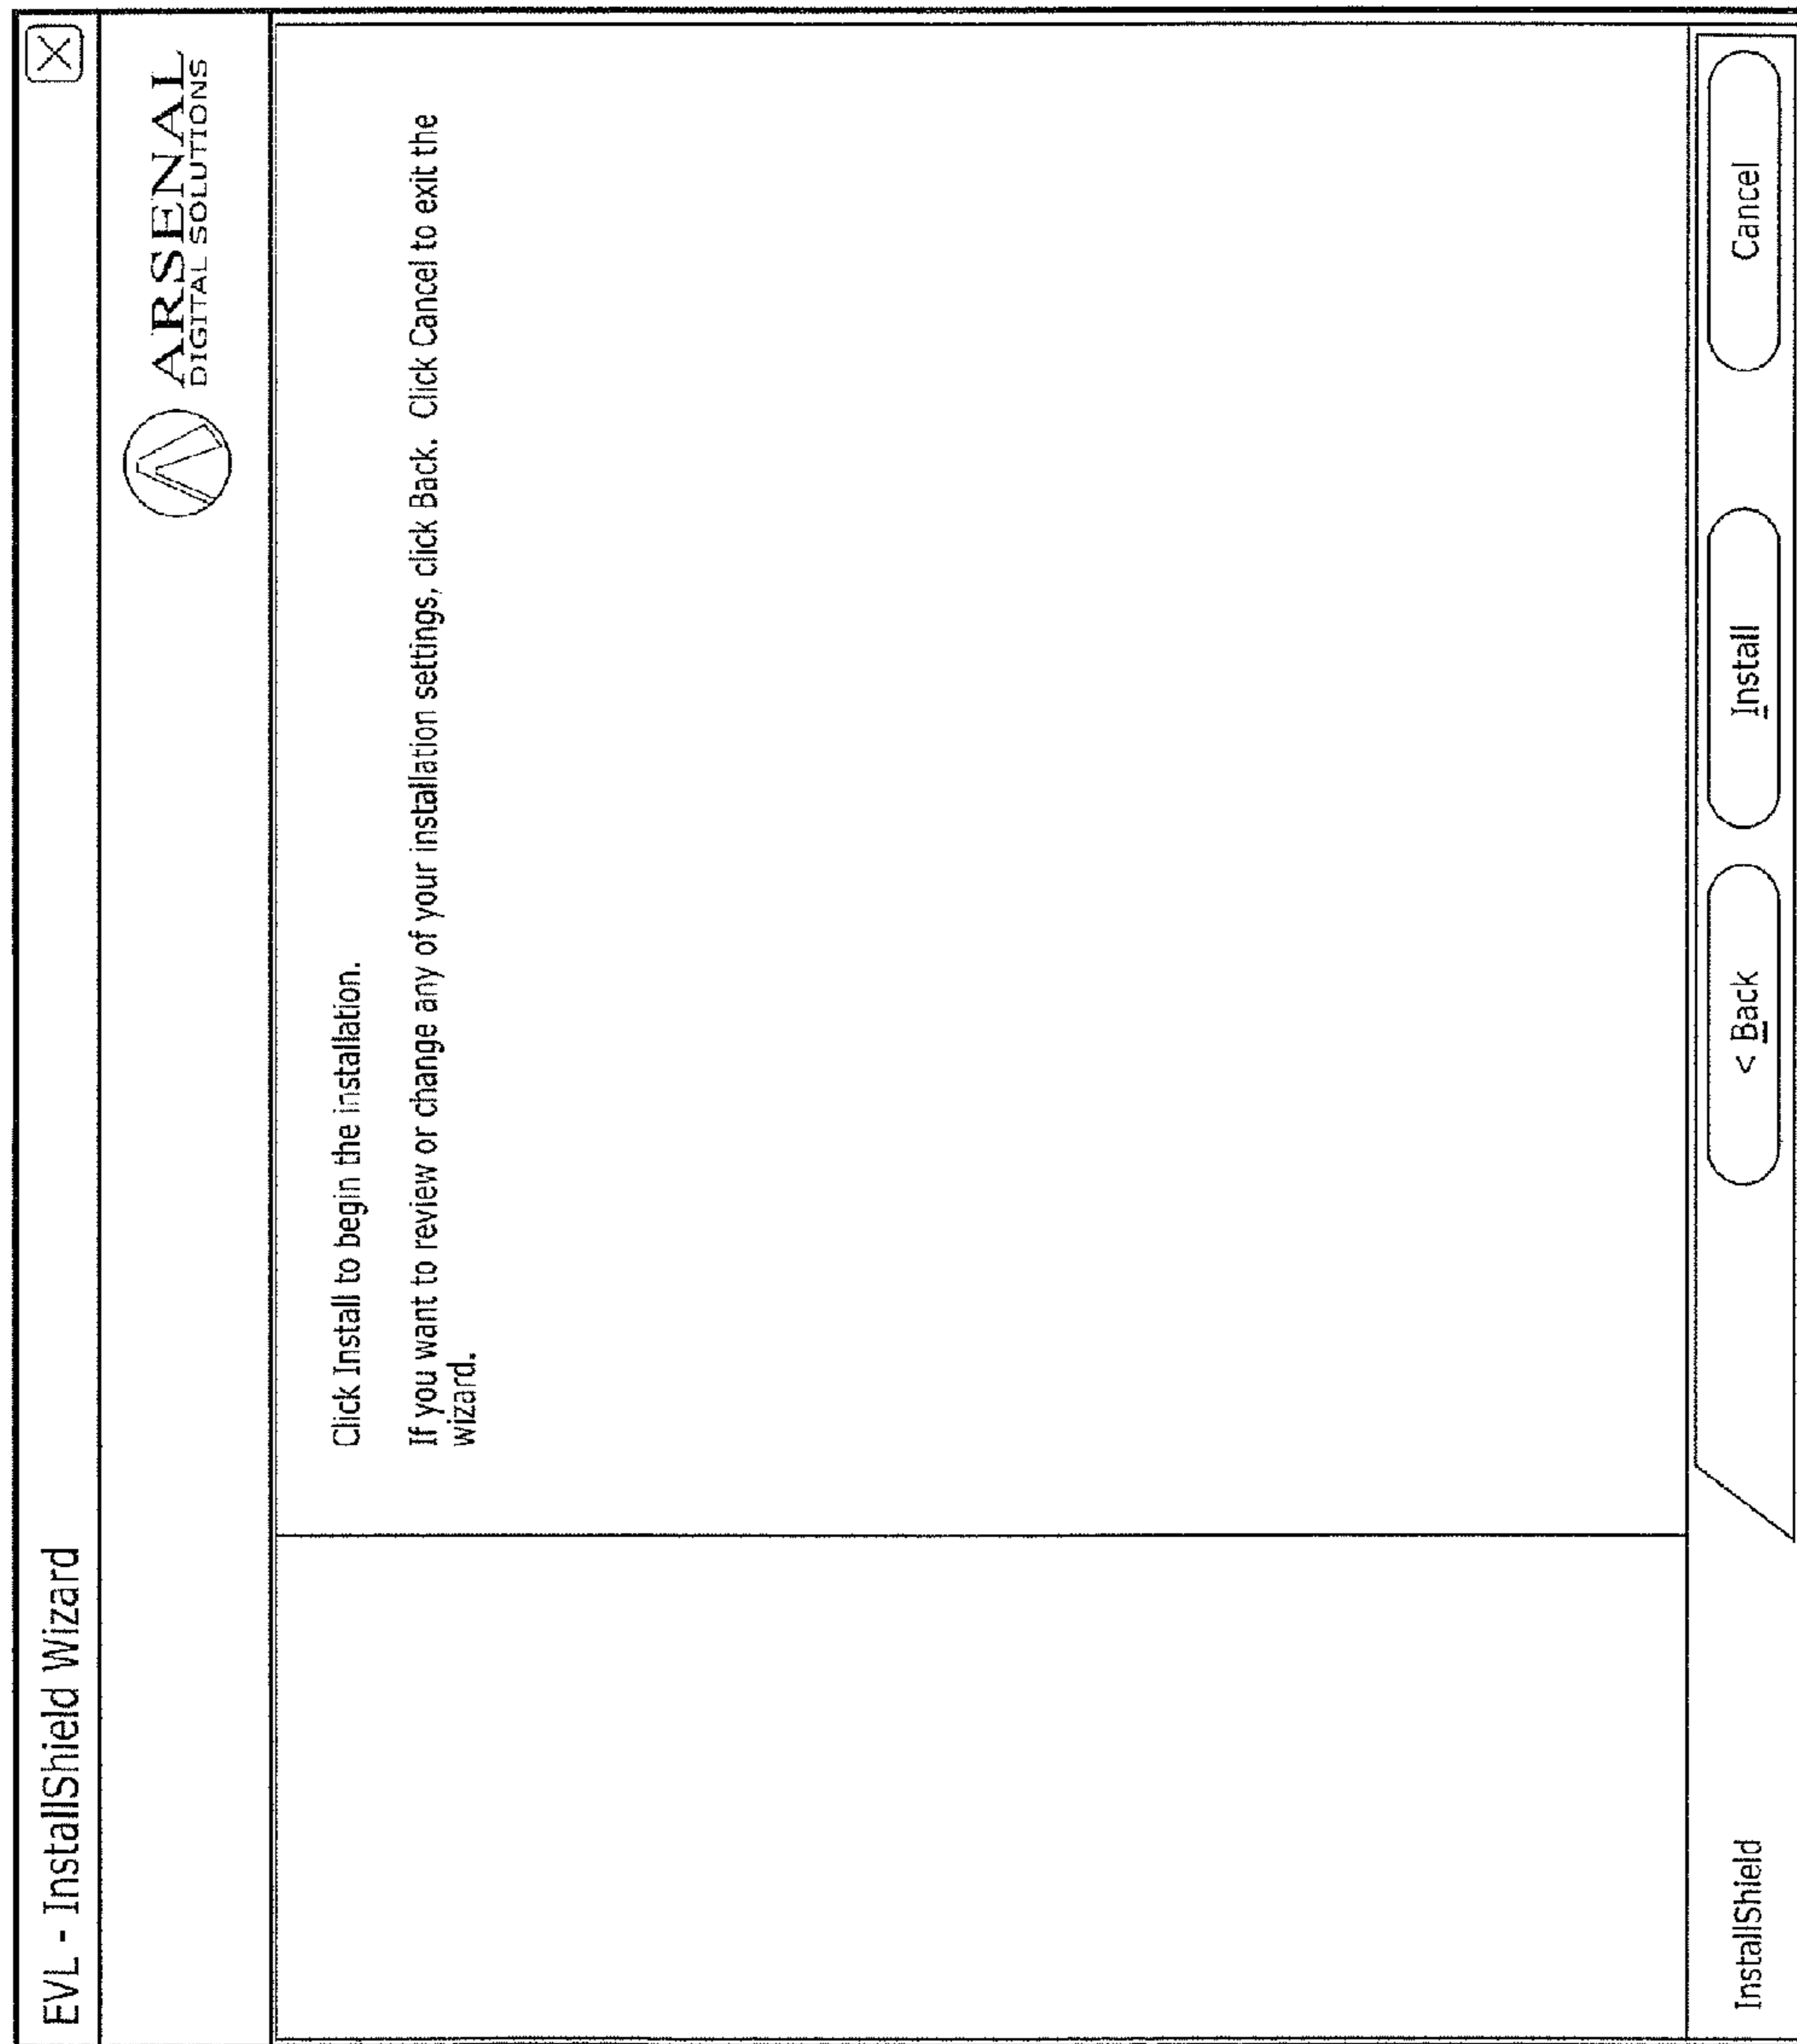 EVL - InstallShield Wizard
ARSENAL
DIGITAL SOLUTIONS
Click Install to begin the installation.
If you want to review or change any of your installation settings, click Back. Click Cancel to exit the
wizard.
InstallShield
< Back
Install
Cancel